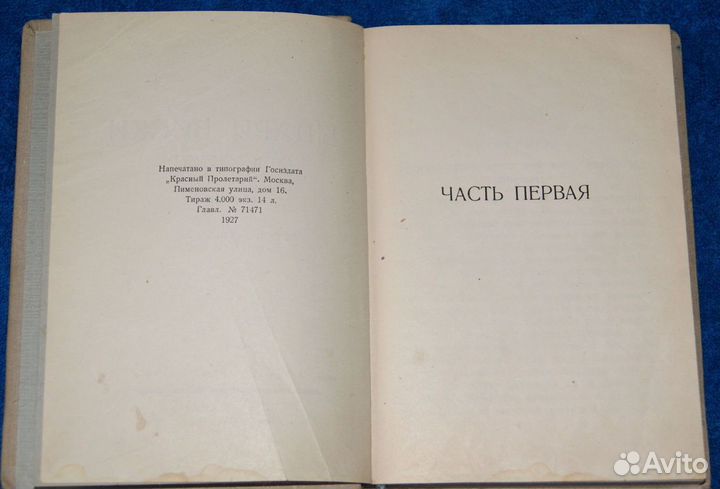 Напечатано в типографии Госиздата
„Красный Пролетарий“. Москва,
Пименовская улица, дом 16.
Тираж 4.000 экз. 14 л.
Главл. № 71471
1927
ЧАСТЬ ПЕРВАЯ
Avito